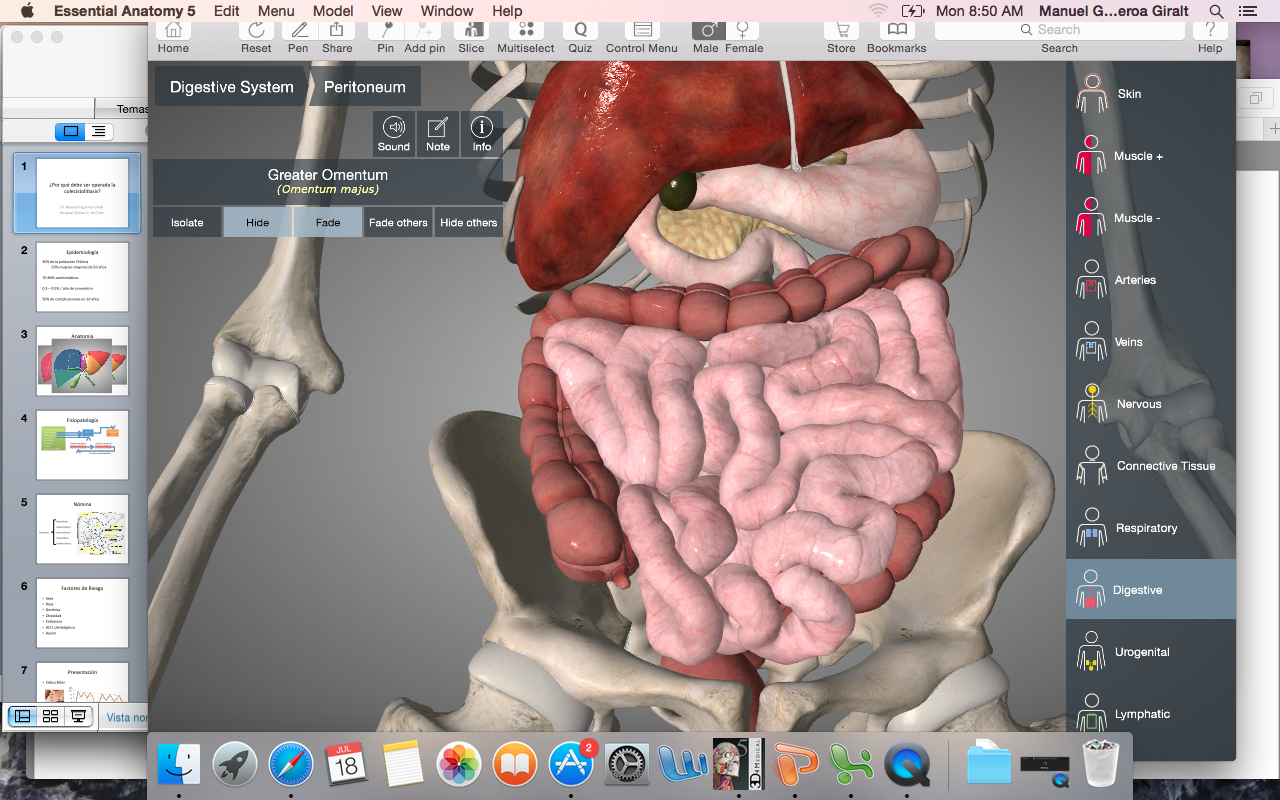 Essential Anatomy 5 Edit Menu Model View Window Help
Mon 8:50 AM Manuel G...eroa Giralt
Home Reset Pen Share Pin Add pin Slice Multiselect Quiz Control Menu Male Female Store Bookmarks Search Help
Search
Temas
Digestive System Peritoneum
Sound Note Info
Greater Omentum
(Omentum majus)
Isolate Hide Fade Fade others Hide others
Skin
Muscle +
Muscle -
Arteries
Veins
Nervous
Connective Tissue
Respiratory
Digestive
Urogenital
Lymphatic
1
¿Por qué debe ser operada la
colecistolitiasis?
2
Epidemiología
3
Anatomía
4
Fisiopatología
5
Nómina
6
Factores de Riesgo
7
Presentación
Vista nor
JUL
18
2
5
3D4MEDICAL